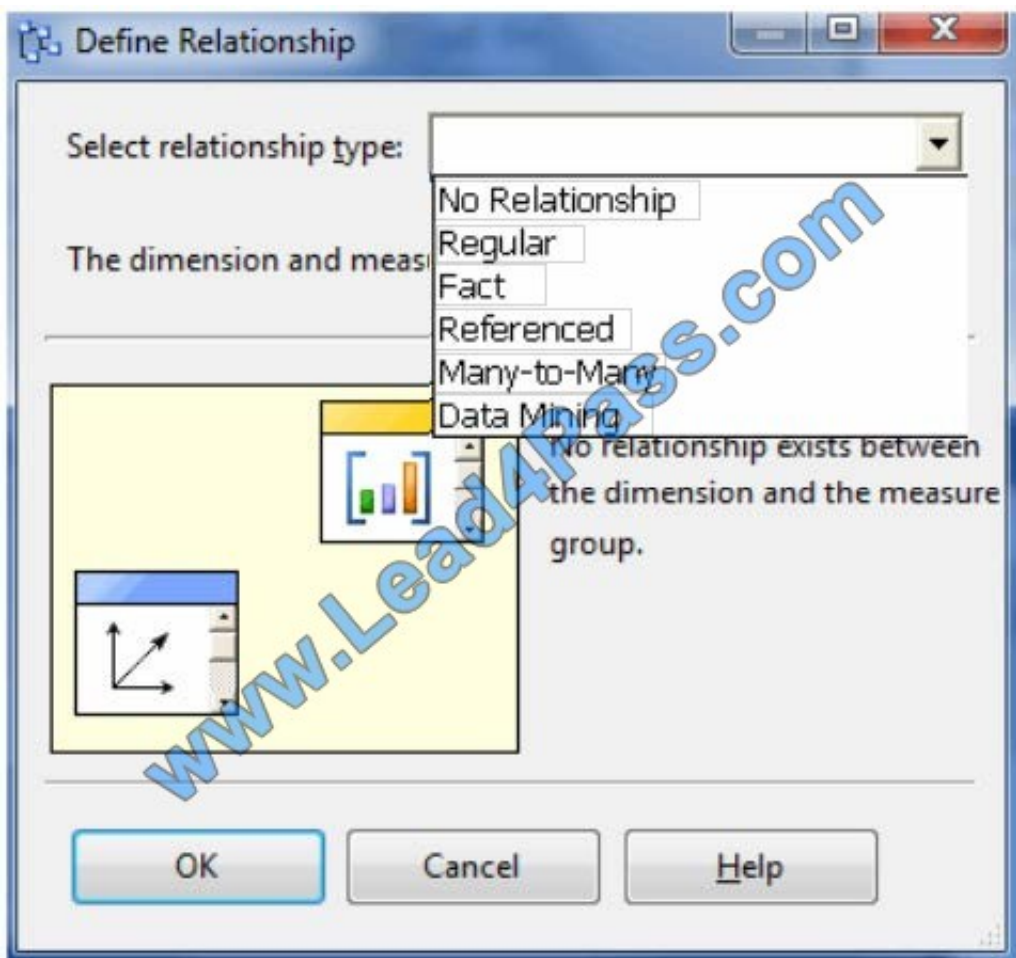 Define Relationship
Select relationship type:
No Relationship
Regular
Fact
Referenced
Many-to-Many
Data Mining
The dimension and meas
No relationship exists between
the dimension and the measure
group.
www.Lead4Pass.com
OK
Cancel
Help